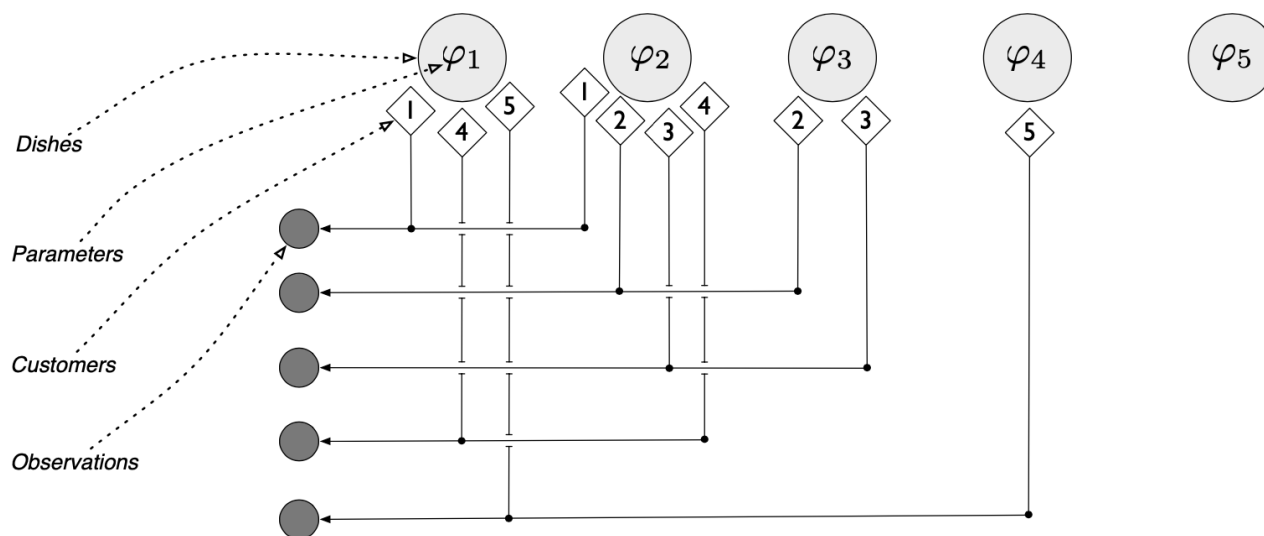 φ1 φ2 φ3 φ4 φ5
1 4 5 1 2 3 4 2 3 5
Dishes
Parameters
Customers
Observations